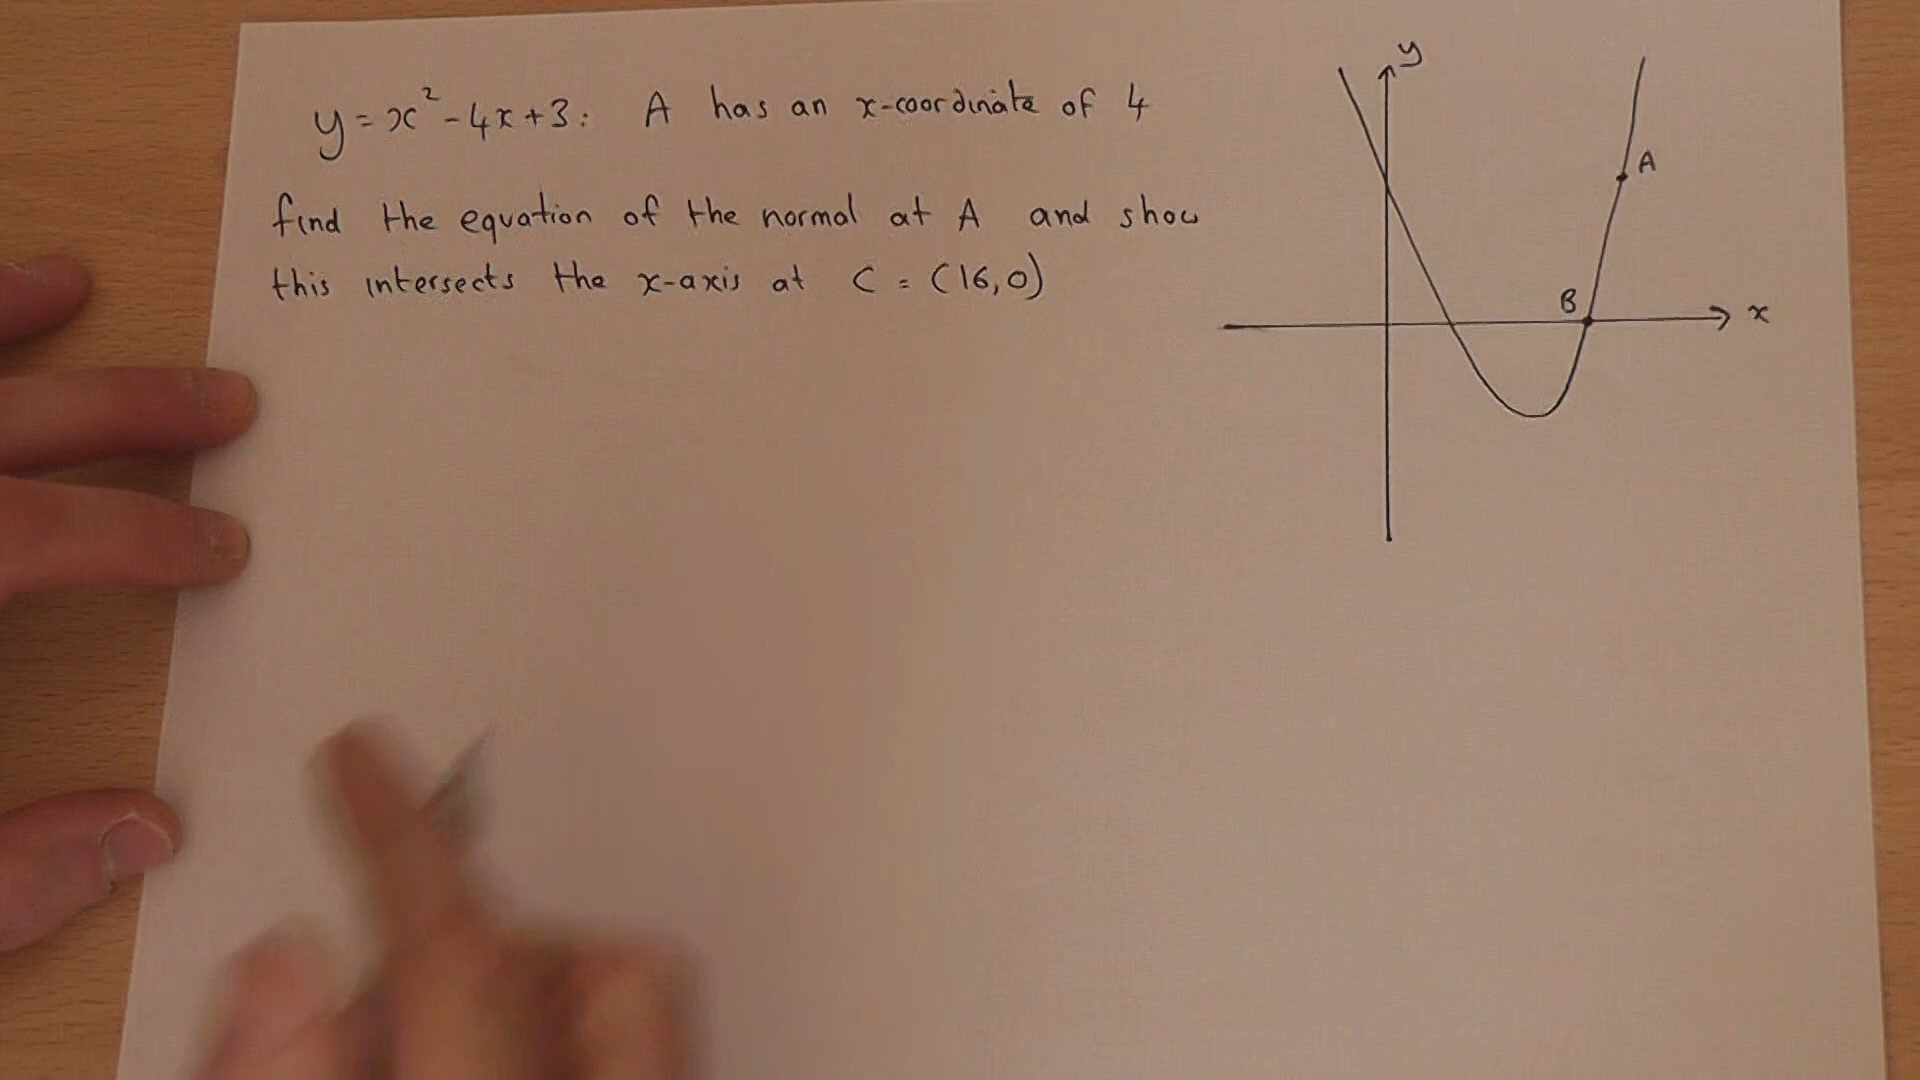 y = x² - 4x + 3: A has an x-coordinate of 4
find the equation of the normal at A and show
this intersects the x-axis at C = (16,0)
y
A
B
x